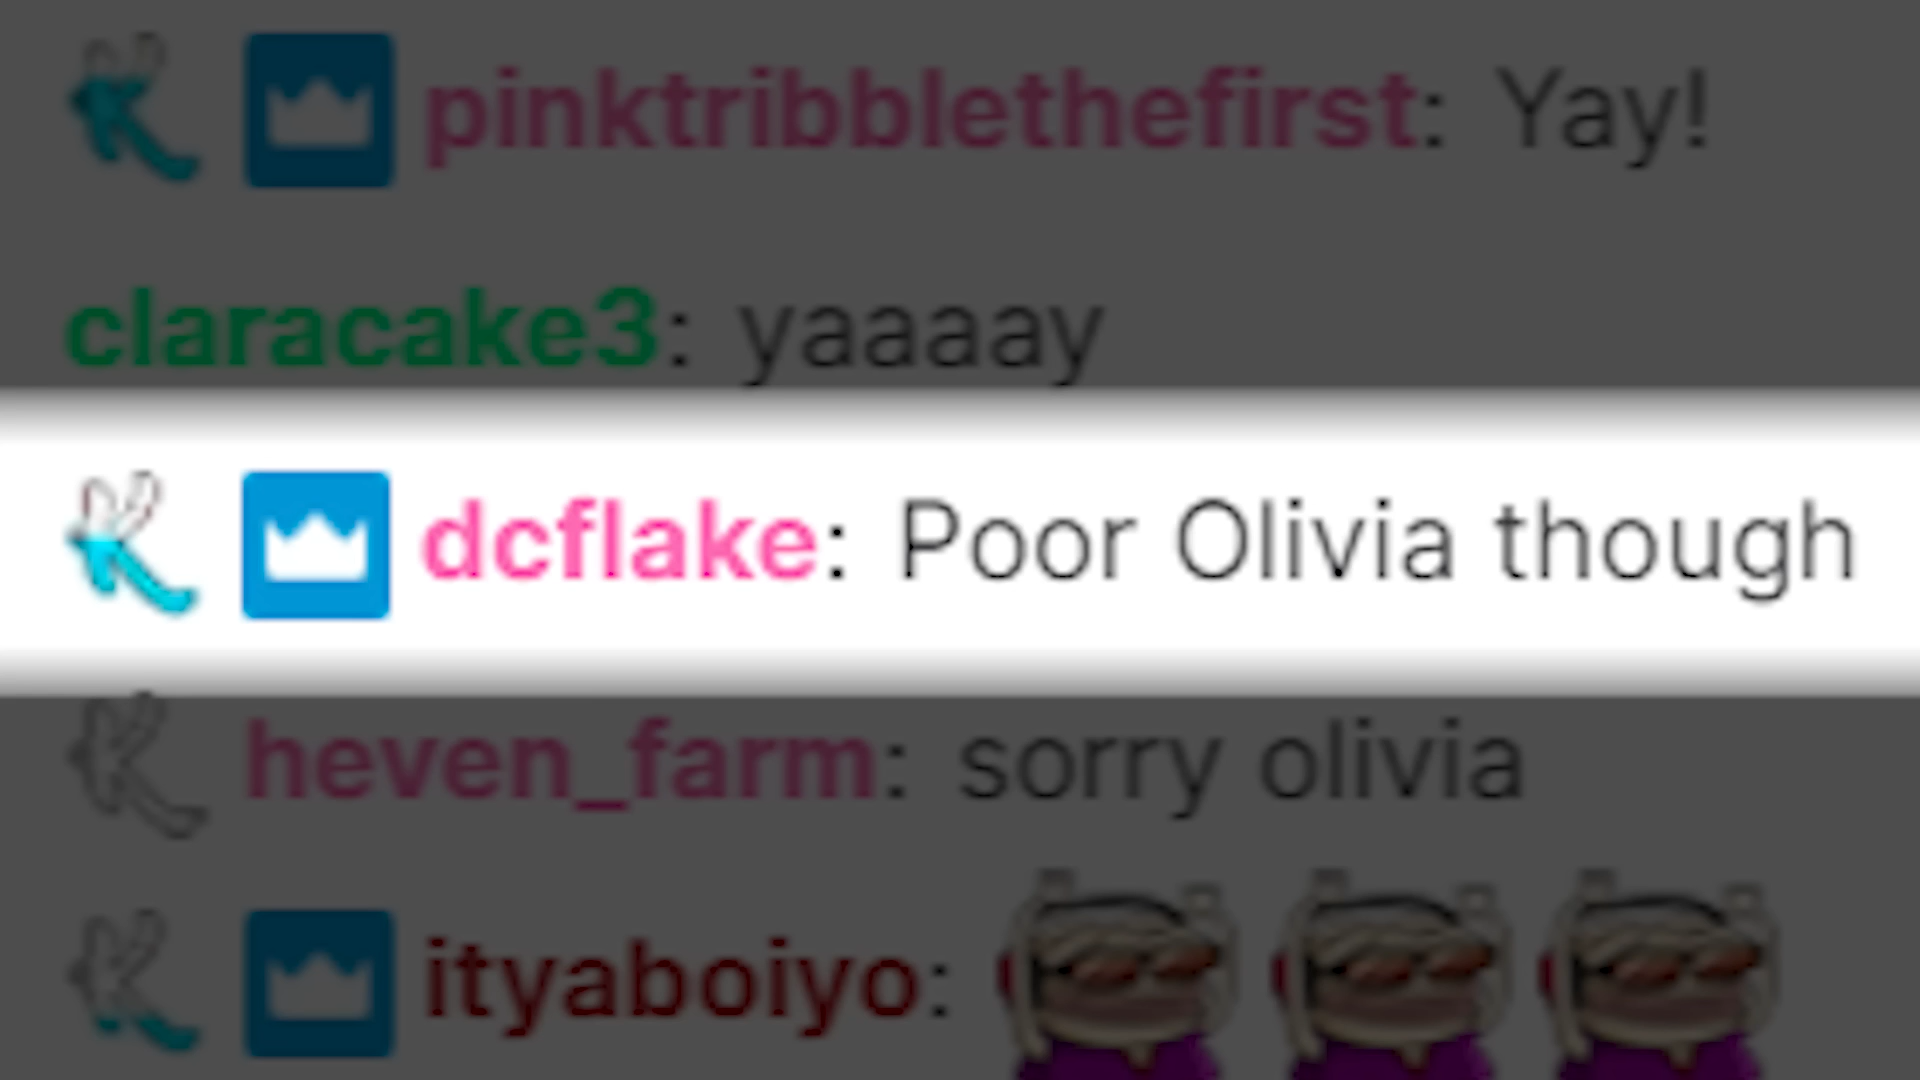 pinktribblethefirst: Yay!
claracake3: yaaaay
dcflake: Poor Olivia though
heven_farm: sorry olivia
ityaboiyo: